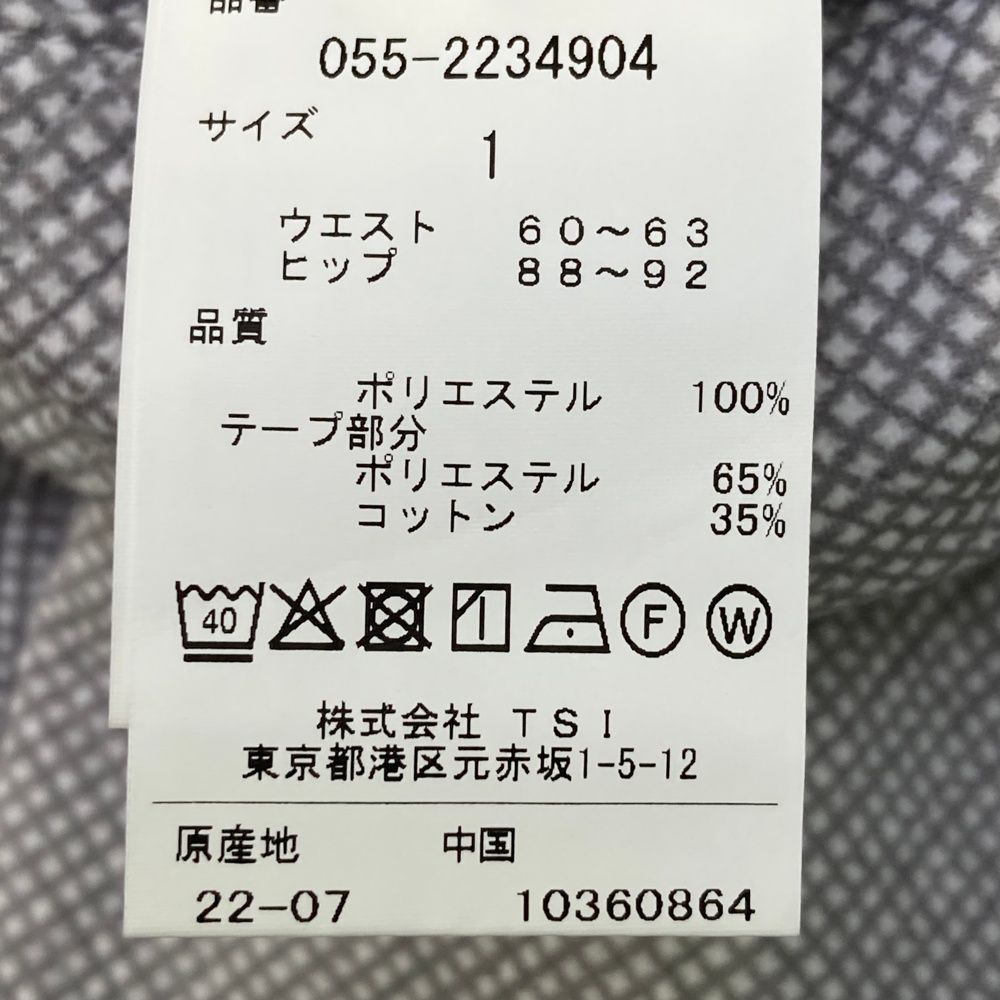 品番
055-2234904
サイズ
1
ウエスト 60～63
ヒップ 88～92
品質
ポリエステル 100%
テープ部分
ポリエステル 65%
コットン 35%
40 F W
株式会社 TSI
東京都港区元赤坂1-5-12
原産地 中国
22-07 10360864